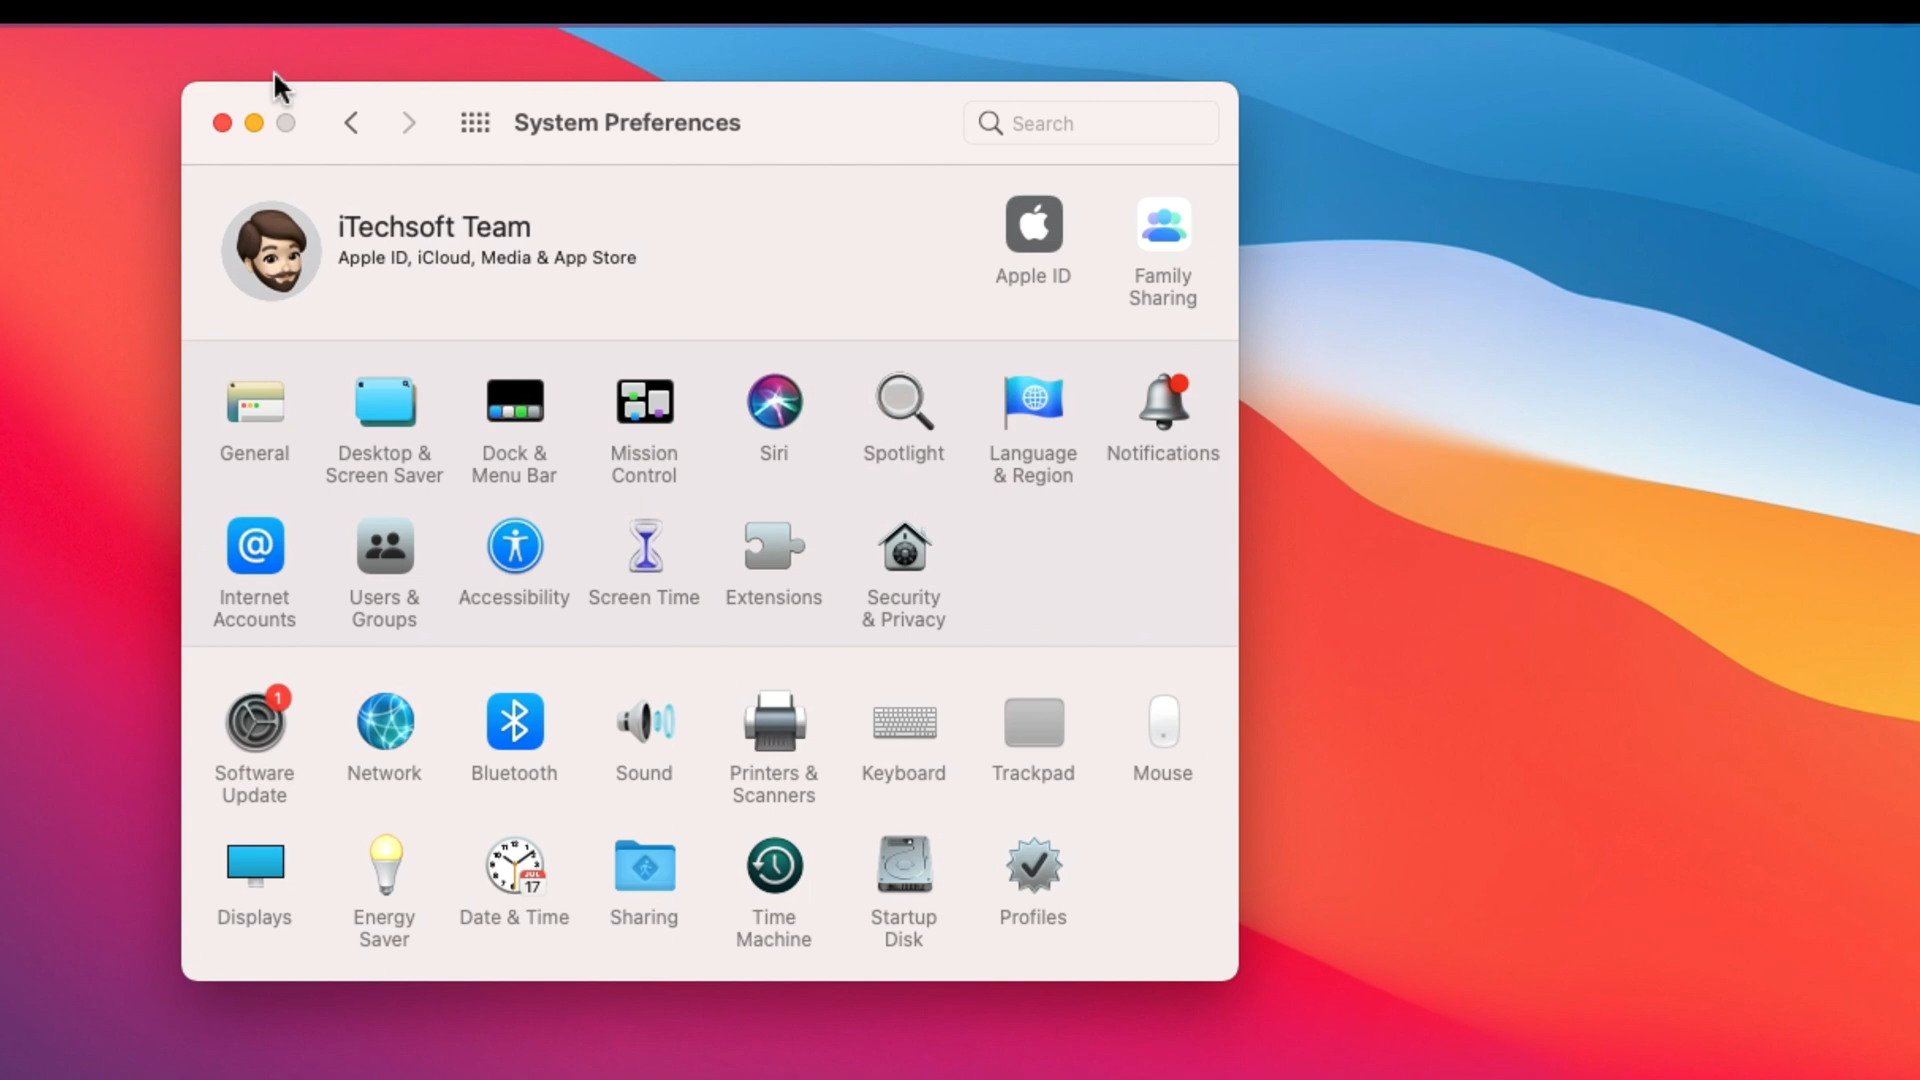 System Preferences
Search
iTechsoft Team
Apple ID, iCloud, Media & App Store
Apple ID
Family
Sharing
General
Desktop &
Screen Saver
Dock &
Menu Bar
Mission
Control
Siri
Spotlight
Language
& Region
Notifications
Internet
Accounts
Users &
Groups
Accessibility
Screen Time
Extensions
Security
& Privacy
1
Software
Update
Network
Bluetooth
Sound
Printers &
Scanners
Keyboard
Trackpad
Mouse
JUL
17
Displays
Energy
Saver
Date & Time
Sharing
Time
Machine
Startup
Disk
Profiles